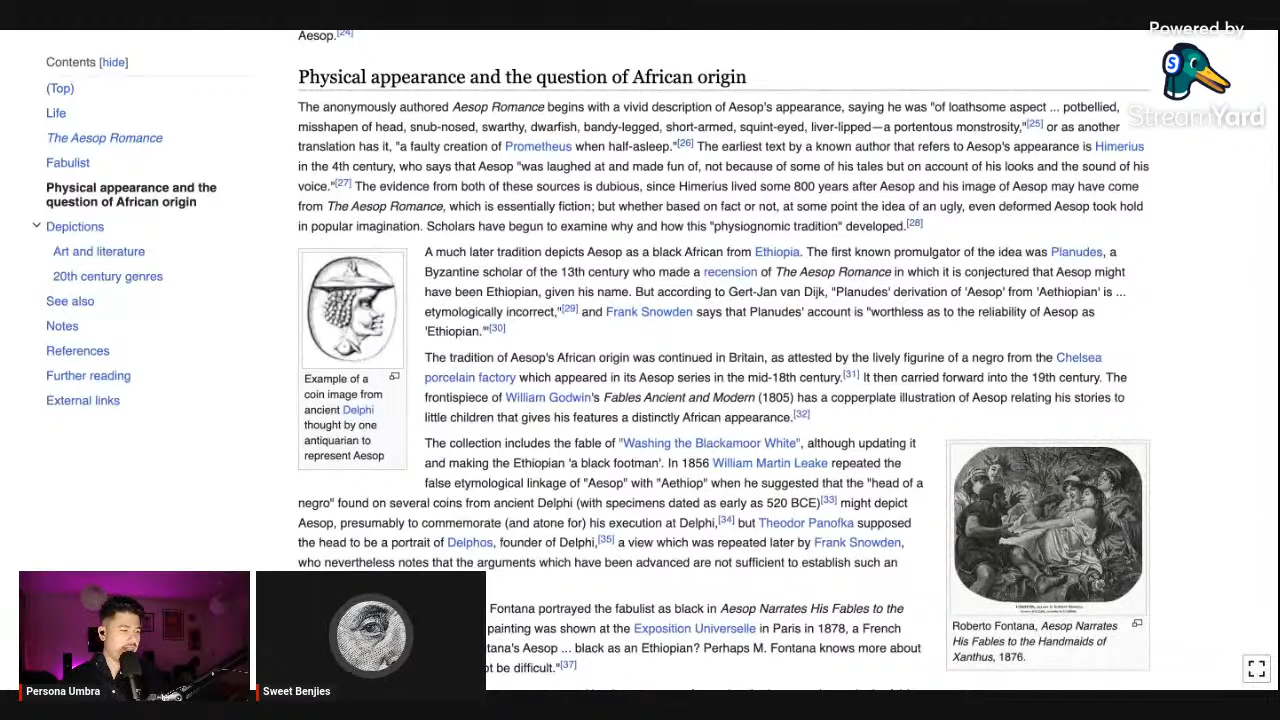 Aesop.[24]
Powered by
StreamYard
Contents [hide]
(Top)
Life
The Aesop Romance
Fabulist
Physical appearance and the
question of African origin
Depictions
Art and literature
20th century genres
See also
Notes
References
Further reading
External links
Physical appearance and the question of African origin
The anonymously authored Aesop Romance begins with a vivid description of Aesop's appearance, saying he was "of loathsome aspect ... potbellied,
misshapen of head, snub-nosed, swarthy, dwarfish, bandy-legged, short-armed, squint-eyed, liver-lipped—a portentous monstrosity,"[25] or as another
translation has it, "a faulty creation of Prometheus when half-asleep."[26] The earliest text by a known author that refers to Aesop's appearance is Himerius
in the 4th century, who says that Aesop "was laughed at and made fun of, not because of some of his tales but on account of his looks and the sound of his
voice."[27] The evidence from both of these sources is dubious, since Himerius lived some 800 years after Aesop and his image of Aesop may have come
from The Aesop Romance, which is essentially fiction; but whether based on fact or not, at some point the idea of an ugly, even deformed Aesop took hold
in popular imagination. Scholars have begun to examine why and how this "physiognomic tradition" developed.[28]
A much later tradition depicts Aesop as a black African from Ethiopia. The first known promulgator of the idea was Planudes, a
Byzantine scholar of the 13th century who made a recension of The Aesop Romance in which it is conjectured that Aesop might
have been Ethiopian, given his name. But according to Gert-Jan van Dijk, "Planudes' derivation of 'Aesop' from 'Aethiopian' is ...
etymologically incorrect,"[29] and Frank Snowden says that Planudes' account is "worthless as to the reliability of Aesop as
'Ethiopian.'"[30]
The tradition of Aesop's African origin was continued in Britain, as attested by the lively figurine of a negro from the Chelsea
porcelain factory which appeared in its Aesop series in the mid-18th century.[31] It then carried forward into the 19th century. The
frontispiece of William Godwin's Fables Ancient and Modern (1805) has a copperplate illustration of Aesop relating his stories to
little children that gives his features a distinctly African appearance.[32]
Example of a
coin image from
ancient Delphi
thought by one
antiquarian to
represent Aesop
The collection includes the fable of "Washing the Blackamoor White", although updating it
and making the Ethiopian 'a black footman'. In 1856 William Martin Leake repeated the
false etymological linkage of "Aesop" with "Aethiop" when he suggested that the "head of a
negro" found on several coins from ancient Delphi (with specimens dated as early as 520 BCE)[33] might depict
Aesop, presumably to commemorate (and atone for) his execution at Delphi,[34] but Theodor Panofka supposed
the head to be a portrait of Delphos, founder of Delphi,[35] a view which was repeated later by Frank Snowden,
who nevertheless notes that the arguments which have been advanced are not sufficient to establish such an
Fontana portrayed the fabulist as black in Aesop Narrates His Fables to the
painting was shown at the Exposition Universelle in Paris in 1878, a French
tana's Aesop ... black as an Ethiopian? Perhaps M. Fontana knows more about
ot be difficult."[37]
Roberto Fontana, Aesop Narrates
His Fables to the Handmaids of
Xanthus, 1876.
Persona Umbra
Sweet Benjies